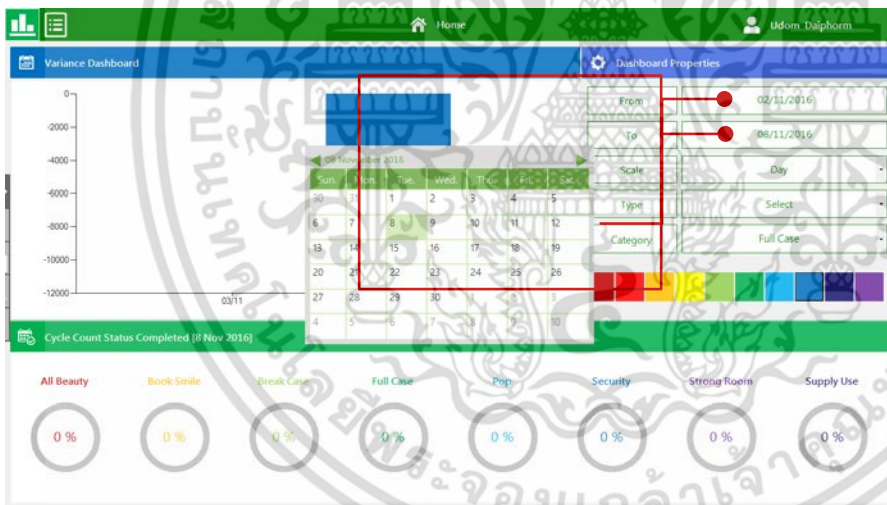 Home
Udom Daiphorm
Variance Dashboard
Dashboard Properties
0
-2000
-4000
-6000
-8000
-10000
-12000
03/11
08 November 2016
Sun. Mon. Tue. Wed. Thu. Fri. Sat.
30 31 1 2 3 4 5
6 7 8 9 10 11 12
13 14 15 16 17 18 19
20 21 22 23 24 25 26
27 28 29 30 1 2 3
4 5 6 7 8 9 10
From 02/11/2016
To 08/11/2016
Scale Day
Type Select
Category Full Case
Cycle Count Status Completed [8 Nov 2016]
All Beauty Book Smile Break Case Full Case Pop Security Strong Room Supply Use
0 % 0 % 0 % 0 % 0 % 0 % 0 % 0 %